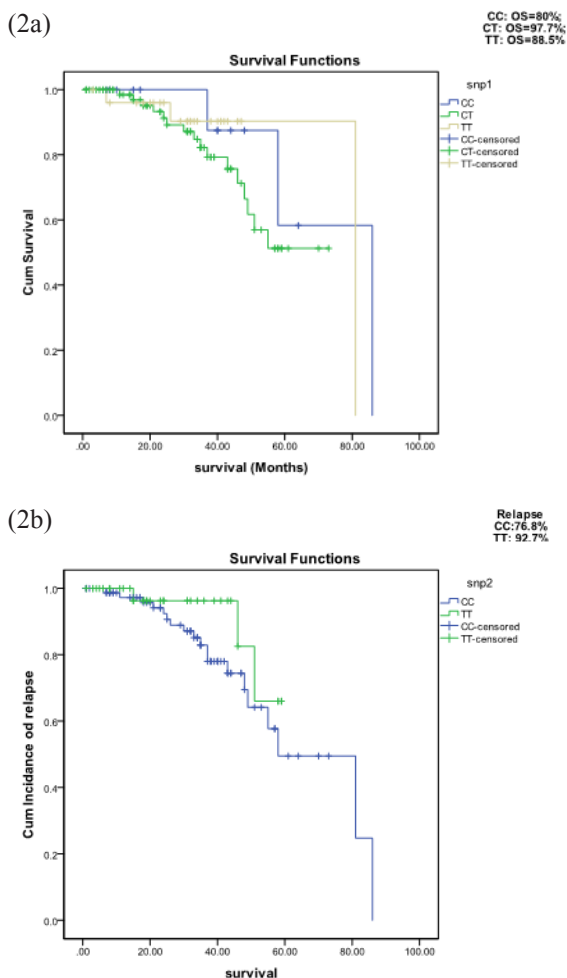 (2a)
CC: OS=80%;
CT: OS=97.7%;
TT: OS=88.5%
Survival Functions
snp1
CC
CT
TT
CC-censored
CT-censored
TT-censored
Cum Survival
1.0
0.8
0.6
0.4
0.2
0.0
.00 20.00 40.00 60.00 80.00 100.00
survival (Months)
(2b)
Relapse
CC:76.8%
TT: 92.7%
Survival Functions
snp2
CC
TT
CC-censored
TT-censored
Cum Incidance od relapse
1.0
0.8
0.6
0.4
0.2
0.0
.00 20.00 40.00 60.00 80.00 100.00
survival